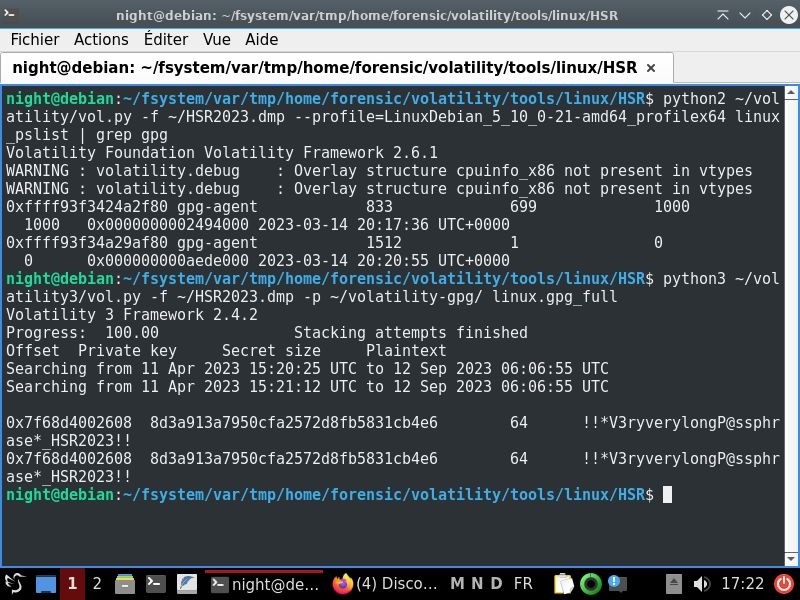 night@debian: ~/fsystem/var/tmp/home/forensic/volatility/tools/linux/HSR
Fichier Actions Éditer Vue Aide
night@debian: ~/fsystem/var/tmp/home/forensic/volatility/tools/linux/HSR ×
night@debian:~/fsystem/var/tmp/home/forensic/volatility/tools/linux/HSR$ python2 ~/vol
atility/vol.py -f ~/HSR2023.dmp --profile=LinuxDebian_5_10_0-21-amd64_profilex64 linux
_pslist | grep gpg
Volatility Foundation Volatility Framework 2.6.1
WARNING : volatility.debug    : Overlay structure cpuinfo_x86 not present in vtypes
WARNING : volatility.debug    : Overlay structure cpuinfo_x86 not present in vtypes
0xffff93f3424a2f80 gpg-agent            833             699             1000
  1000   0x0000000002494000 2023-03-14 20:17:36 UTC+0000
0xffff93f34a29af80 gpg-agent            1512            1               0
  0      0x000000000aede000 2023-03-14 20:20:55 UTC+0000
night@debian:~/fsystem/var/tmp/home/forensic/volatility/tools/linux/HSR$ python3 ~/vol
atility3/vol.py -f ~/HSR2023.dmp -p ~/volatility-gpg/ linux.gpg_full
Volatility 3 Framework 2.4.2
Progress:  100.00               Stacking attempts finished
Offset  Private key     Secret size     Plaintext
Searching from 11 Apr 2023 15:20:25 UTC to 12 Sep 2023 06:06:55 UTC
Searching from 11 Apr 2023 15:21:12 UTC to 12 Sep 2023 06:06:55 UTC
0x7f68d4002608  8d3a913a7950cfa2572d8fb5831cb4e6        64      !!*V3ryverylongP@ssphr
ase*_HSR2023!!
0x7f68d4002608  8d3a913a7950cfa2572d8fb5831cb4e6        64      !!*V3ryverylongP@ssphr
ase*_HSR2023!!
night@debian:~/fsystem/var/tmp/home/forensic/volatility/tools/linux/HSR$
1 2 night@de... (4) Disco... M N D FR 17:22